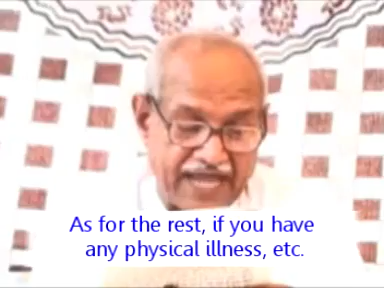 As for the rest, if you have
any physical illness, etc.